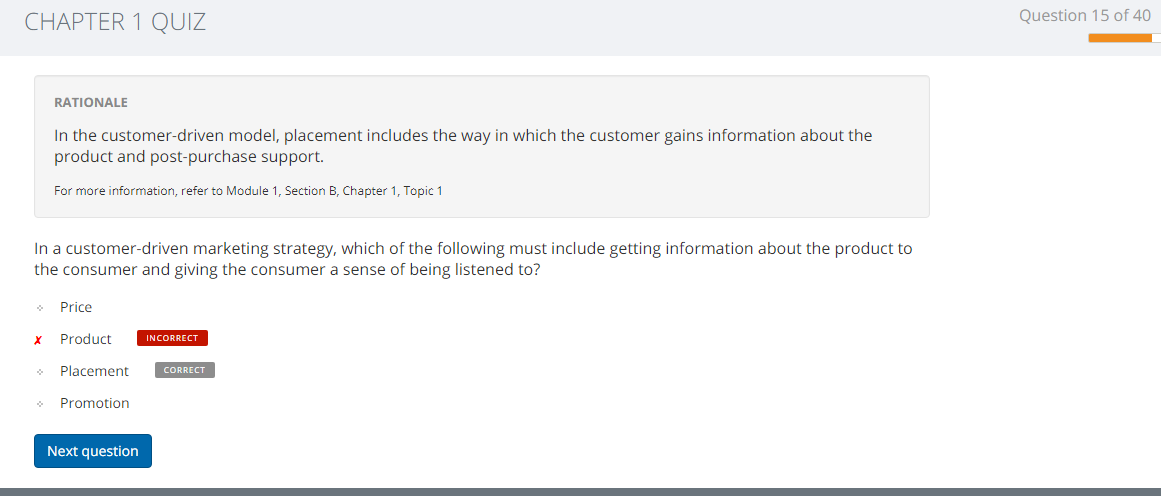 CHAPTER 1 QUIZ
Question 15 of 40
RATIONALE
In the customer-driven model, placement includes the way in which the customer gains information about the
product and post-purchase support.
For more information, refer to Module 1, Section B, Chapter 1, Topic 1
In a customer-driven marketing strategy, which of the following must include getting information about the product to
the consumer and giving the consumer a sense of being listened to?
Price
✗ Product INCORRECT
Placement CORRECT
Promotion
Next question